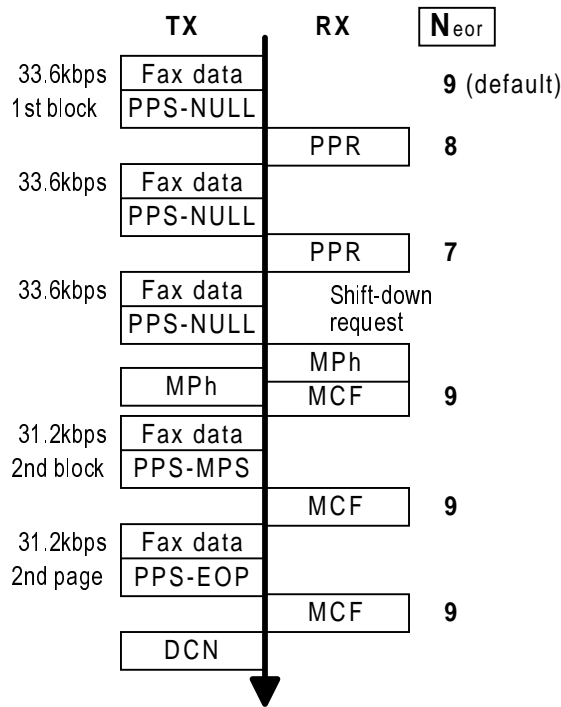 TX RX Neor
33.6kbps Fax data 9 (default)
1st block PPS-NULL
PPR 8
33.6kbps Fax data
PPS-NULL
PPR 7
33.6kbps Fax data Shift-down
PPS-NULL request
MPh
MPh MCF 9
31.2kbps Fax data
2nd block PPS-MPS
MCF 9
31.2kbps Fax data
2nd page PPS-EOP
MCF 9
DCN